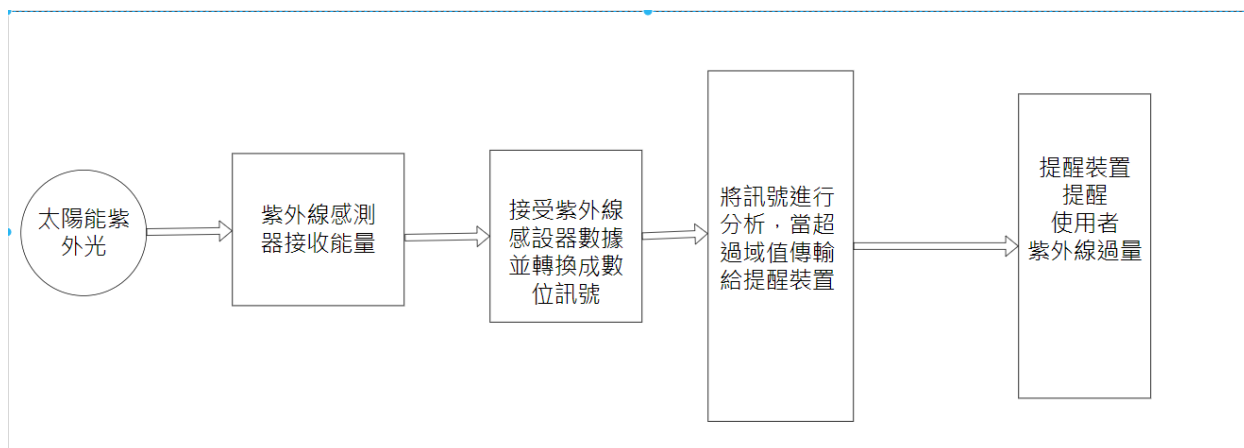 太陽能紫
外光
紫外線感測
器接收能量
接受紫外線
感設器數據
並轉換成數
位訊號
將訊號進行
分析，當超
過域值傳輸
給提醒裝置
提醒裝置
提醒
使用者
紫外線過量